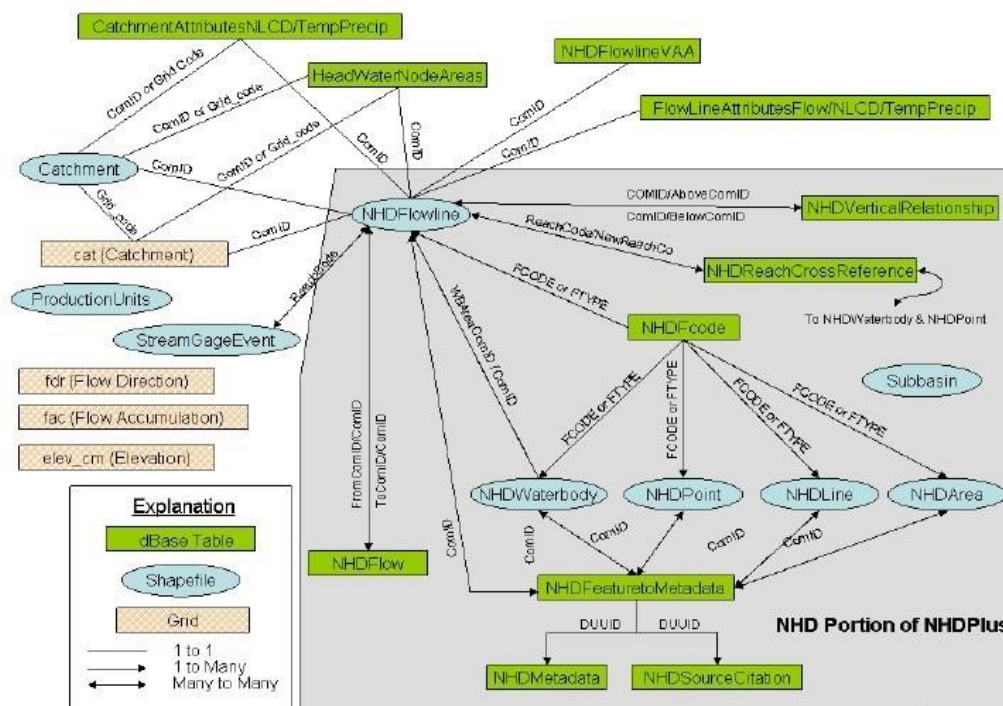 CatchmentAttributesNLCD/TempPrecip
NHDFlowlineVAA
HeadWaterNodeAreas
FlowLineAttributesFlow/NLCD/TempPrecip
ComID or Grid Code
ComID or Grid_code
ComID or Grid_code
ComID
ComID
ComID
ComID
Catchment
ComID
Grid_code
NHDFlowline
COMID/AboveComID
ComID/BelowComID
NHDVerticalRelationship
ComID
cat (Catchment)
ReachCode/NewReachCo
NHDReachCrossReference
ProductionUnits
ReachCode
To NHDWaterbody & NHDPoint
StreamGageEvent
WBAreaComID/ComID
FCODE or FTYPE
NHDFcode
fdr (Flow Direction)
Subbasin
fac (Flow Accumulation)
FCODE or FTYPE
FCODE or FTYPE
FCODE or FTYPE
FCODE or FTYPE
elev_cm (Elevation)
FromComID/ComID
ToComID/ComID
NHDWaterbody
NHDPoint
NHDLine
NHDArea
Explanation
dBase Table
Shapefile
Grid
1 to 1
1 to Many
Many to Many
ComID
ComID
ComID
ComID
ComID
NHDFlow
NHDFeaturetoMetadata
NHD Portion of NHDPlus
DUUID
DUUID
NHDMetadata
NHDSourceCitation